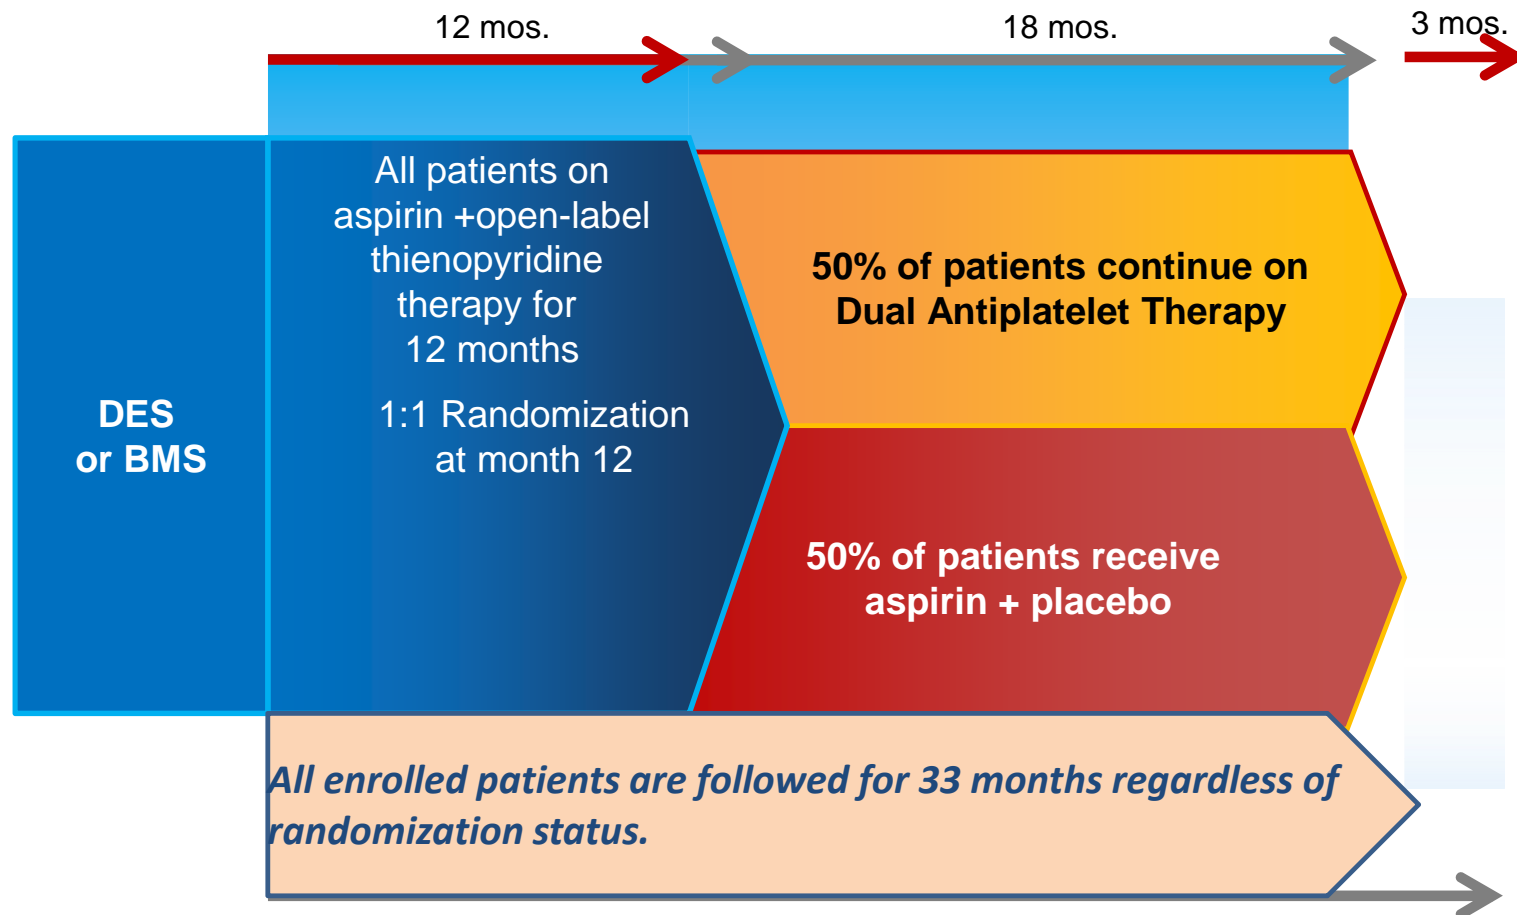 12 mos.
18 mos.
3 mos.
DES
or BMS
All patients on
aspirin +open-label
thienopyridine
therapy for
12 months
1:1 Randomization
at month 12
50% of patients continue on
Dual Antiplatelet Therapy
50% of patients receive
aspirin + placebo
All enrolled patients are followed for 33 months regardless of
randomization status.